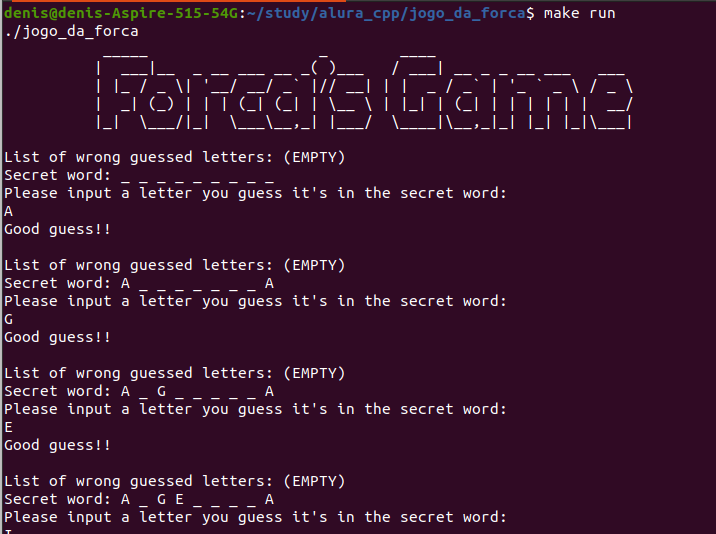 denis@denis-Aspire-515-54G:~/study/alura_cpp/jogo_da_forca$ make run
./jogo_da_forca
Forca's Game
List of wrong guessed letters: (EMPTY)
Secret word: _ _ _ _ _ _ _ _ _
Please input a letter you guess it's in the secret word:
A
Good guess!!
List of wrong guessed letters: (EMPTY)
Secret word: A _ _ _ _ _ _ _ A
Please input a letter you guess it's in the secret word:
G
Good guess!!
List of wrong guessed letters: (EMPTY)
Secret word: A _ G _ _ _ _ _ A
Please input a letter you guess it's in the secret word:
E
Good guess!!
List of wrong guessed letters: (EMPTY)
Secret word: A _ G E _ _ _ _ A
Please input a letter you guess it's in the secret word: